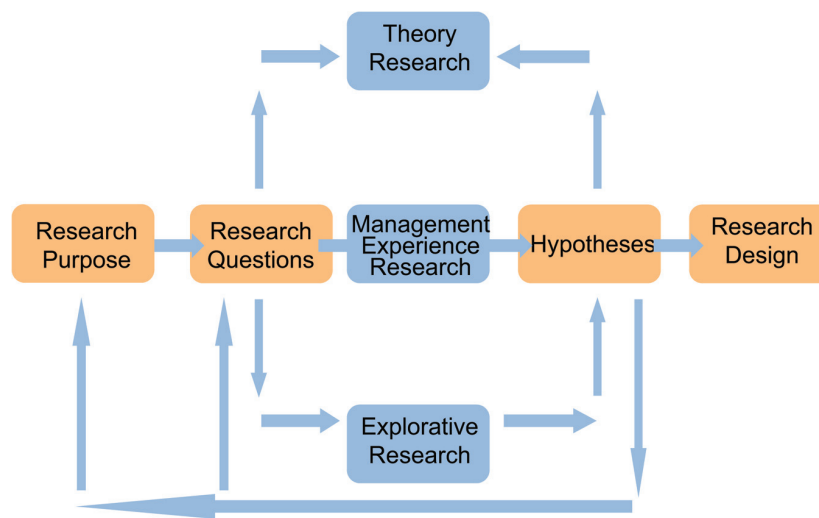 Theory
Research
Research
Purpose
Research
Questions
Management
Experience
Research
Hypotheses
Research
Design
Explorative
Research